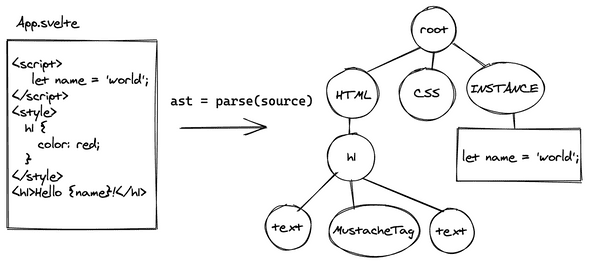 App.svelte
<script>
let name = 'world';
</script>
<style>
h1 {
color: red;
}
</style>
<h1>Hello {name}!</h1>
ast = parse(source)
root
HTML
CSS
INSTANCE
let name = 'world';
h1
text
MustacheTag
text